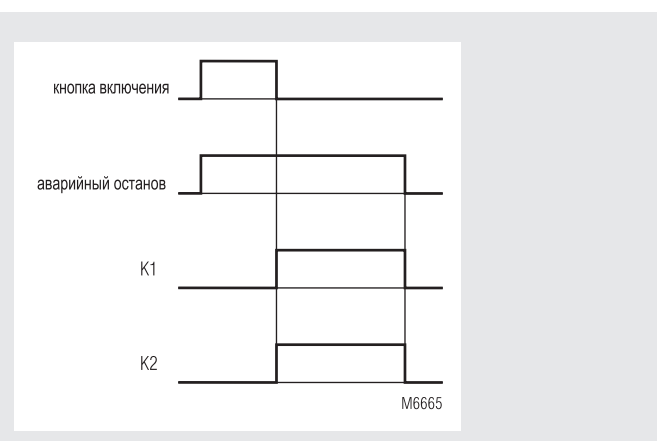 кнопка включения
аварийный останов
K1
K2
M6665